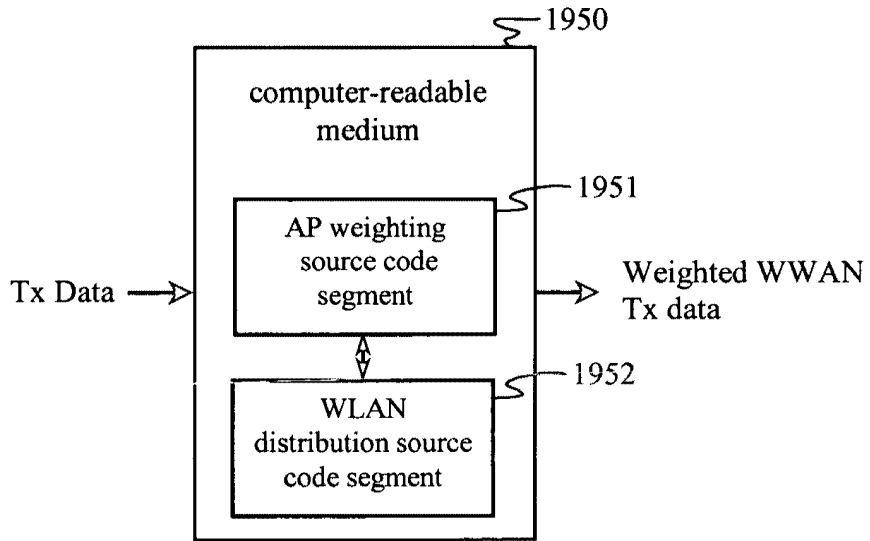 1950
computer-readable
medium
1951
AP weighting
source code
segment
Tx Data
Weighted WWAN
Tx data
1952
WLAN
distribution source
code segment